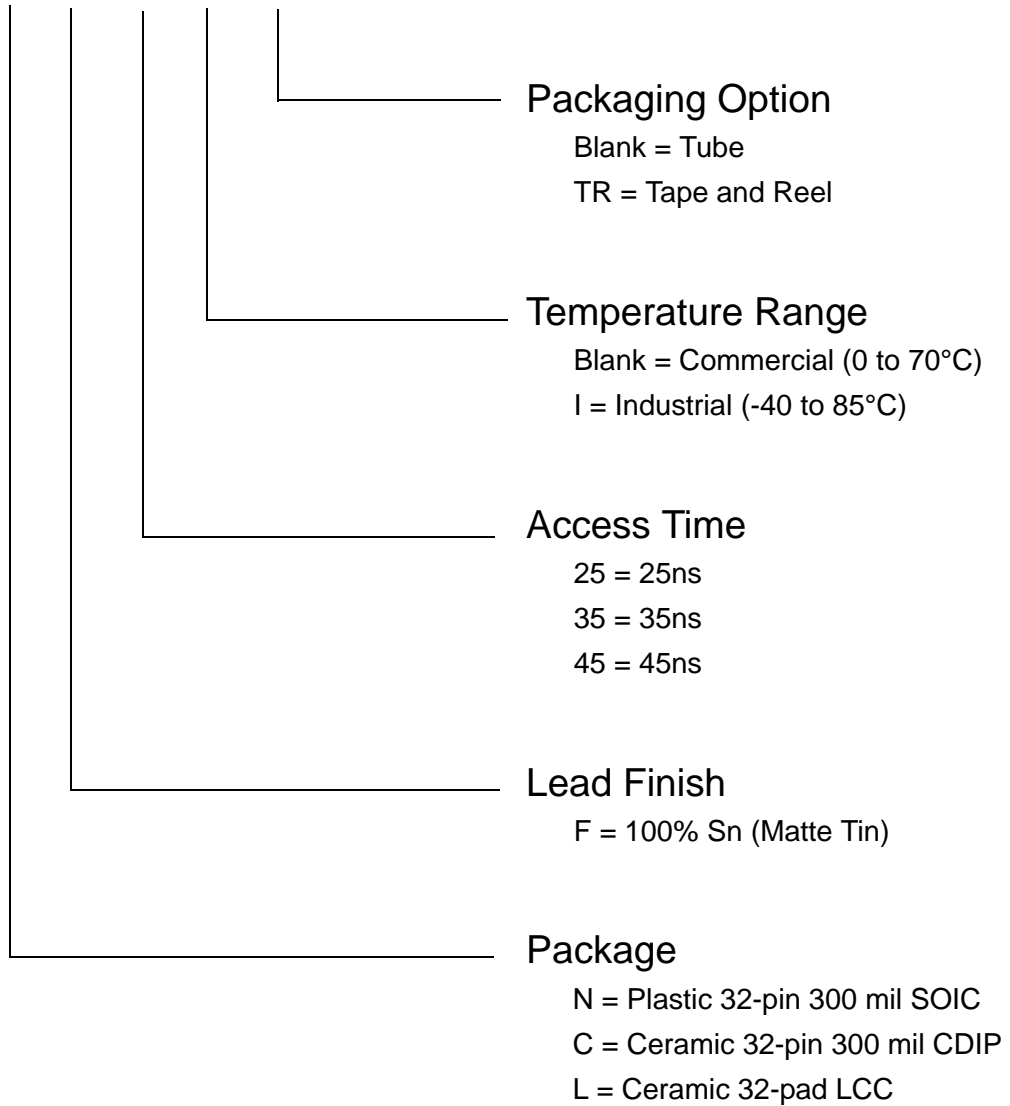 Packaging Option
Blank = Tube
TR = Tape and Reel
Temperature Range
Blank = Commercial (0 to 70°C)
I = Industrial (-40 to 85°C)
Access Time
25 = 25ns
35 = 35ns
45 = 45ns
Lead Finish
F = 100% Sn (Matte Tin)
Package
N = Plastic 32-pin 300 mil SOIC
C = Ceramic 32-pin 300 mil CDIP
L = Ceramic 32-pad LCC